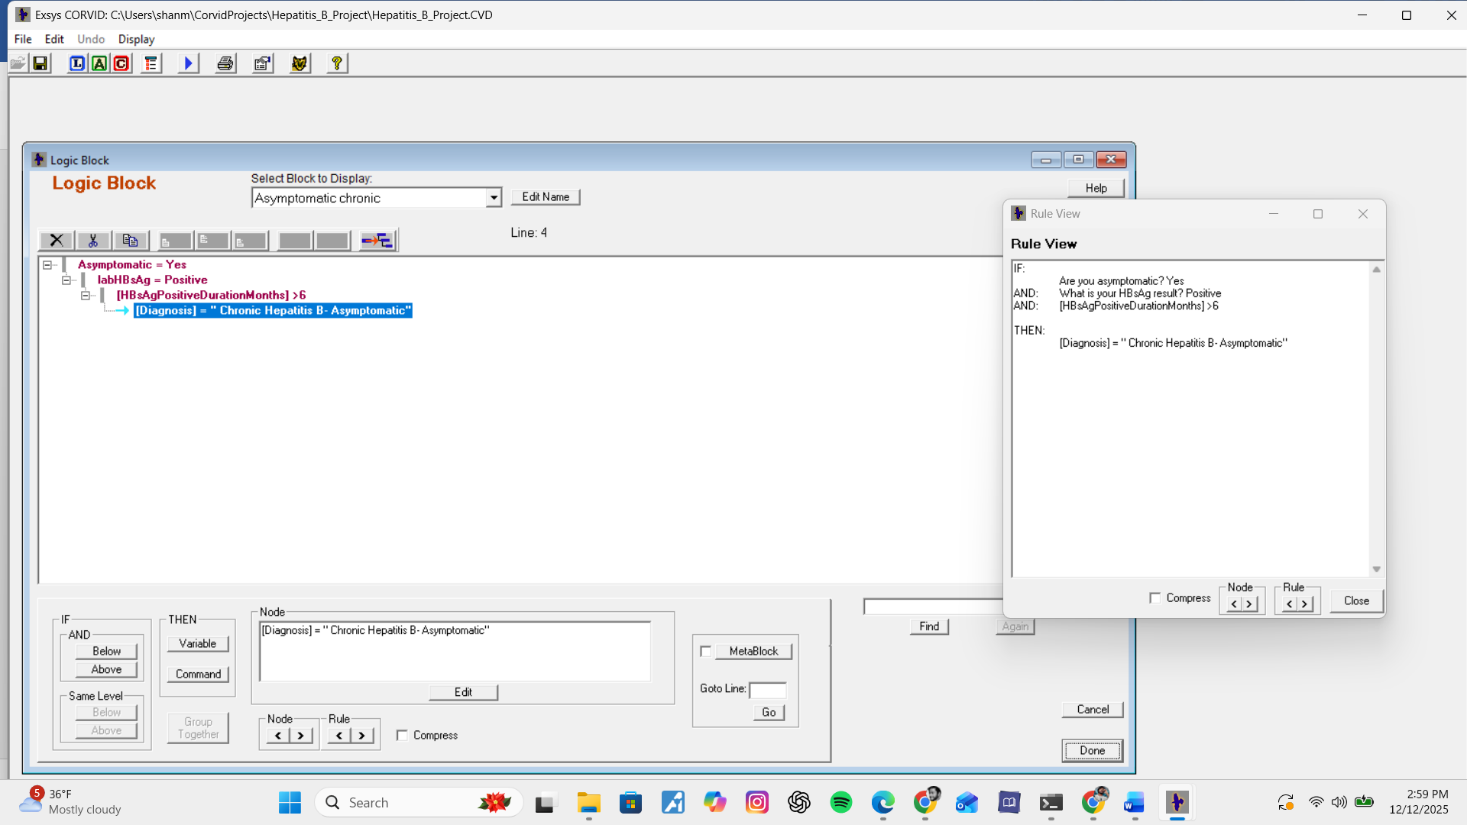 Exsys CORVID: C:\Users\shanm\CorvidProjects\Hepatitis_B_Project\Hepatitis_B_Project.CVD
File Edit Undo Display
L A C
Logic Block
Logic Block
Select Block to Display:
Asymptomatic chronic
Edit Name
Help
Line: 4
Asymptomatic = Yes
labHBsAg = Positive
[HBsAgPositiveDurationMonths] >6
[Diagnosis] = " Chronic Hepatitis B- Asymptomatic"
Rule View
Rule View
IF:
Are you asymptomatic? Yes
AND: What is your HBsAg result? Positive
AND: [HBsAgPositiveDurationMonths] >6
THEN:
[Diagnosis] = " Chronic Hepatitis B- Asymptomatic"
Compress
Node
< >
Rule
< >
Close
IF
AND
Below
Above
Same Level
Below
Above
THEN
Variable
Command
Group
Together
Node
[Diagnosis] = " Chronic Hepatitis B- Asymptomatic"
Edit
Node
< >
Rule
< >
Compress
MetaBlock
Goto Line:
Go
Find
Again
Cancel
Done
5
36°F
Mostly cloudy
Search
2:59 PM
12/12/2025